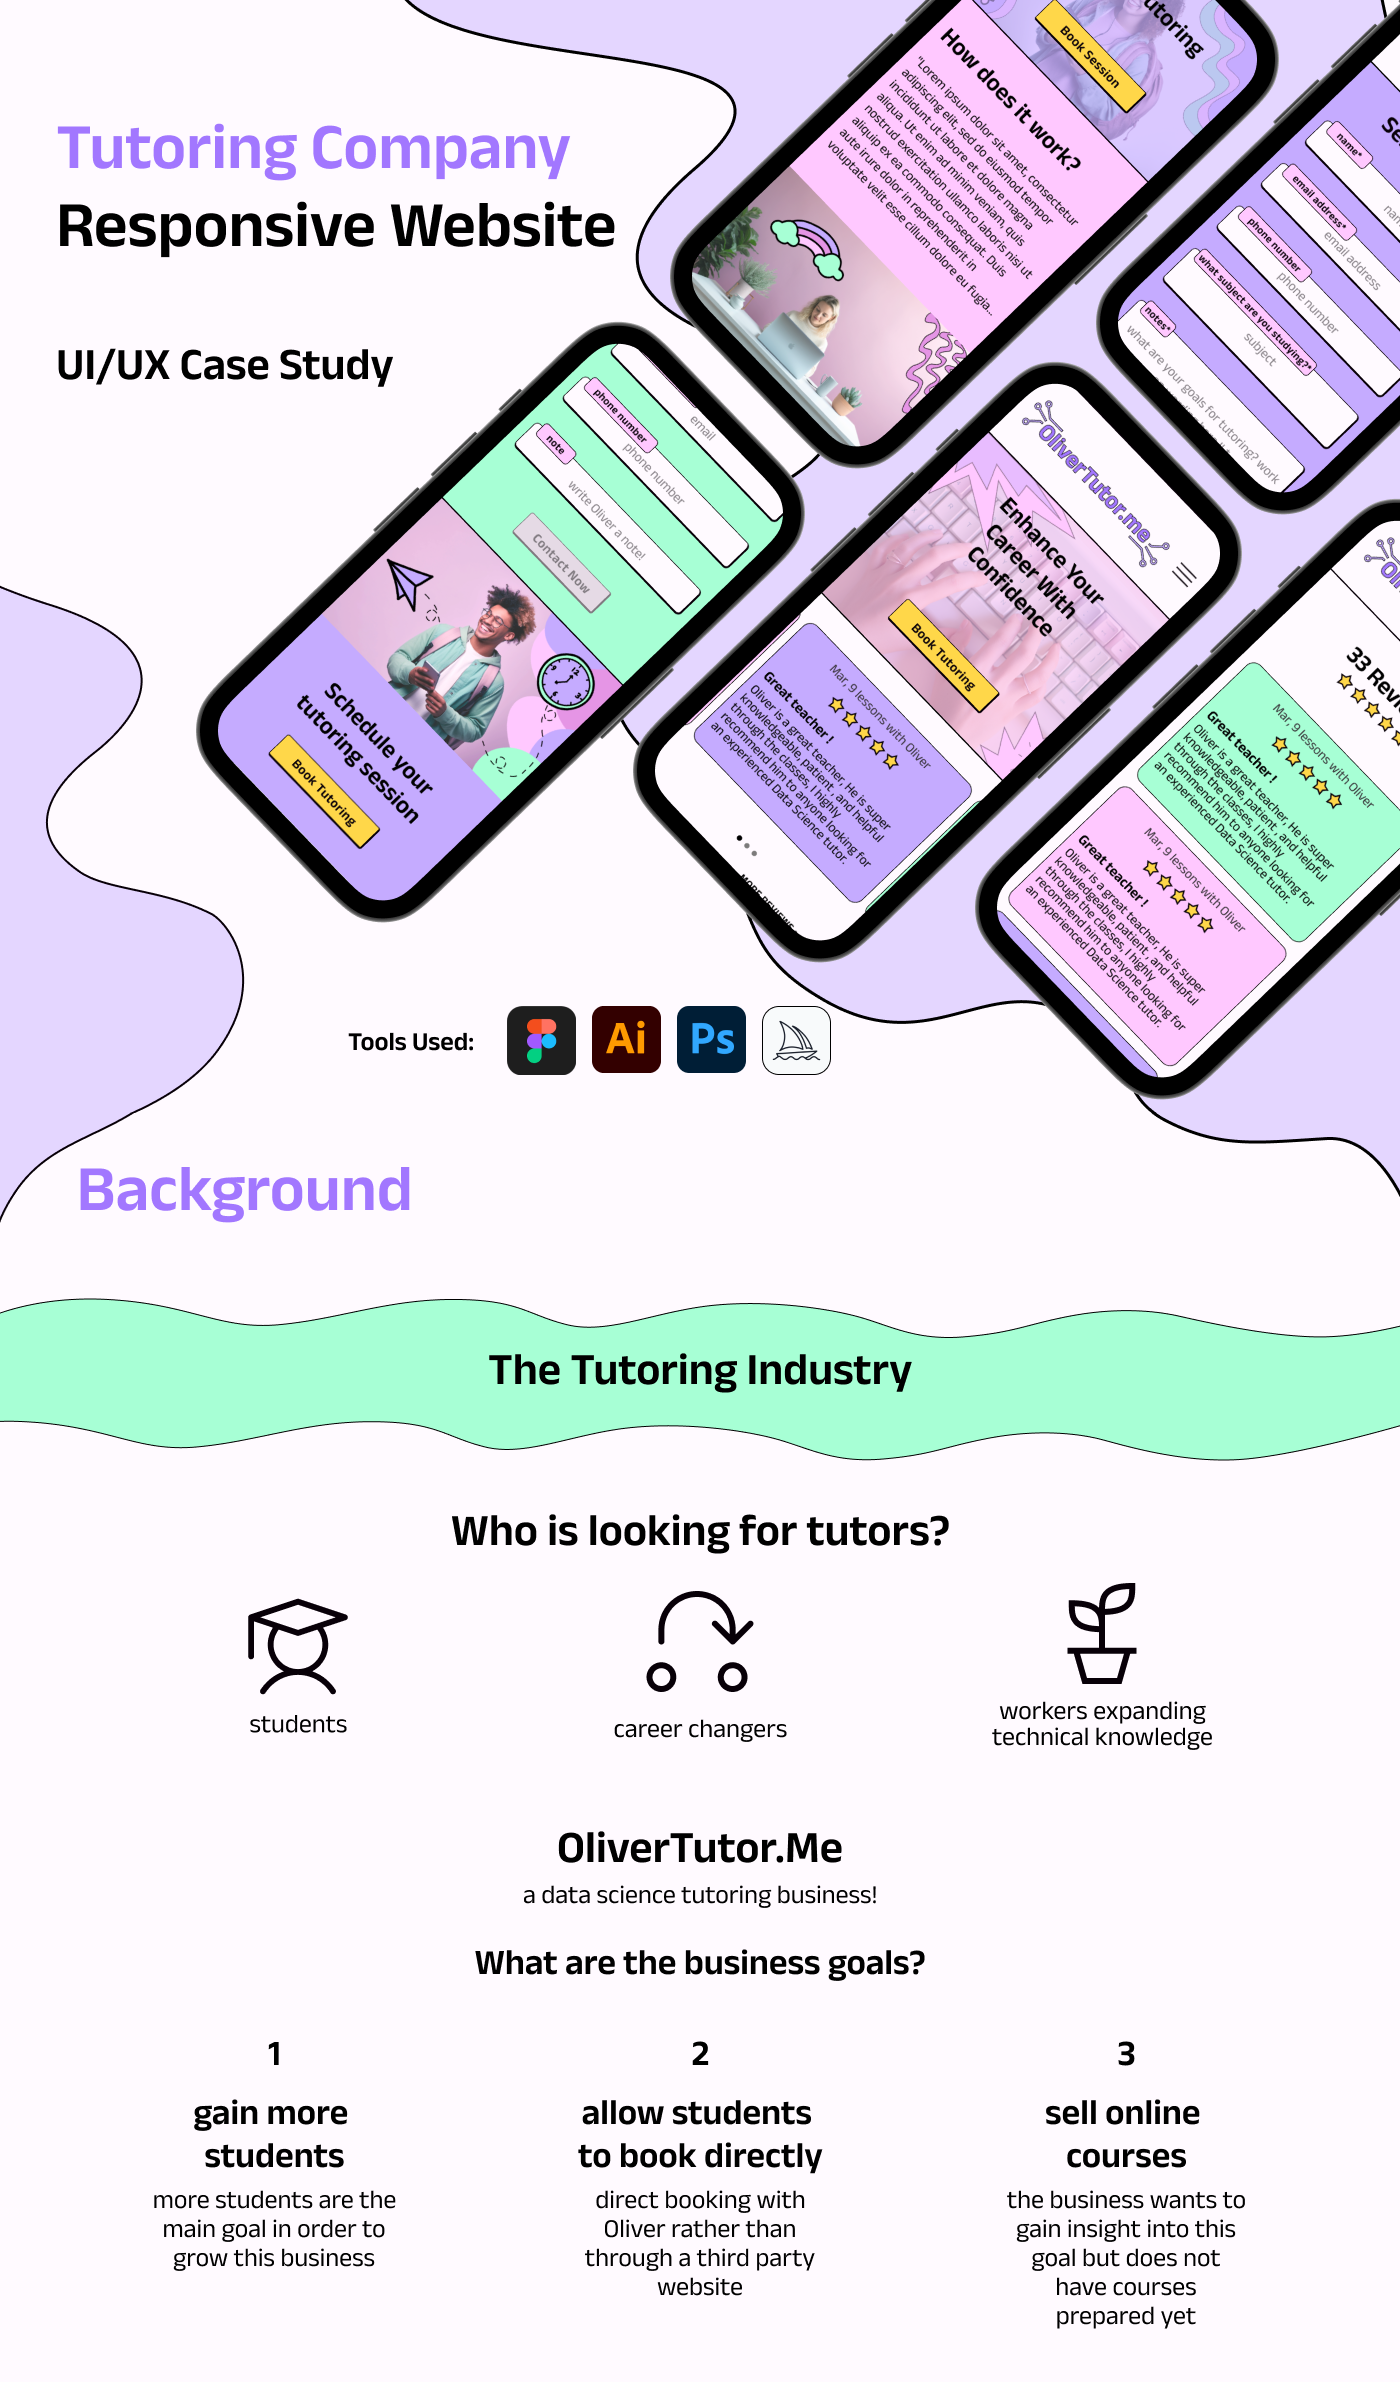 Tutoring Company
Responsive Website
UI/UX Case Study
utoring
Book Session
How does it work?
"Lorem ipsum dolor sit amet, consectetur
adipiscing elit, sed do eiusmod tempor
incididunt ut labore et dolore magna
aliqua. Ut enim ad minim veniam, quis
nostrud exercitation ullamco laboris nisi ut
aliquip ex ea commodo consequat. Duis
aute irure dolor in reprehenderit in
voluptate velit esse cillum dolore eu fugia...
name*
email address*
email address
phone number
phone number
what subject are you studying?*
subject
notes*
what are your goals for tutoring? work
email
phone number
phone number
note
write Oliver a note!
Contact Now
12
3
6
9
Schedule your
tutoring session
Book Tutoring
OliverTutor.me
Enhance Your
Career With
Confidence
Book Tutoring
Mar, 9 lessons with Oliver
Great teacher !
Oliver is a great teacher, He is super
knowledgeable, patient , and helpful
through the classes, I highly
recommend him to anyone looking for
an experienced Data Science tutor.
MORE REVIEWS
33 Revie
Mar, 9 lessons with Oliver
Great teacher !
Oliver is a great teacher, He is super
knowledgeable, patient , and helpful
through the classes, I highly
recommend him to anyone looking for
an experienced Data Science tutor.
Mar, 9 lessons with Oliver
Great teacher !
Oliver is a great teacher, He is super
knowledgeable, patient , and helpful
through the classes, I highly
recommend him to anyone looking for
an experienced Data Science tutor.
Tools Used:
Ai
Ps
Background
The Tutoring Industry
Who is looking for tutors?
students
career changers
workers expanding
technical knowledge
OliverTutor.Me
a data science tutoring business!
What are the business goals?
1
gain more
students
more students are the
main goal in order to
grow this business
2
allow students
to book directly
direct booking with
Oliver rather than
through a third party
website
3
sell online
courses
the business wants to
gain insight into this
goal but does not
have courses
prepared yet